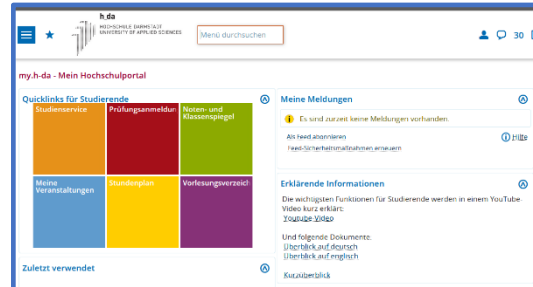 h_da
HOCHSCHULE DARMSTADT
UNIVERSITY OF APPLIED SCIENCES
Menü durchsuchen
30
my.h-da - Mein Hochschulportal
Quicklinks für Studierende
Studienservice
Prüfungsanmeldun
Noten- und
Klassenspiegel
Meine
Veranstaltungen
Stundenplan
Vorlesungsverzeich
Zuletzt verwendet
Meine Meldungen
Es sind zurzeit keine Meldungen vorhanden.
Als Feed abonnieren
Hilfe
Feed-Sicherheitsmaßnahmen erneuern
Erklärende Informationen
Die wichtigsten Funktionen für Studierende werden in einem YouTube-
Video kurz erklärt:
Youtube-Video
Und folgende Dokumente.
Überblick auf deutsch
Überblick auf englisch
Kurzüberblick